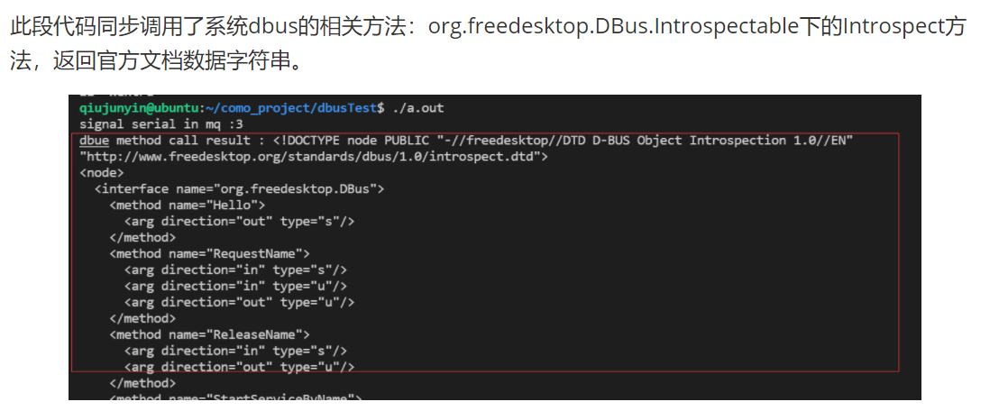 此段代码同步调用了系统dbus的相关方法：org.freedesktop.DBus.Introspectable下的Introspect方
法，返回官方文档数据字符串。
qiujunyin@ubuntu:~/como_project/dbusTest$ ./a.out
signal serial in mq :3
dbue method call result : <!DOCTYPE node PUBLIC "-//freedesktop//DTD D-BUS Object Introspection 1.0//EN"
"http://www.freedesktop.org/standards/dbus/1.0/introspect.dtd">
<node>
  <interface name="org.freedesktop.DBus">
    <method name="Hello">
      <arg direction="out" type="s"/>
    </method>
    <method name="RequestName">
      <arg direction="in" type="s"/>
      <arg direction="in" type="u"/>
      <arg direction="out" type="u"/>
    </method>
    <method name="ReleaseName">
      <arg direction="in" type="s"/>
      <arg direction="out" type="u"/>
    </method>
    <method name="StartServiceByName">